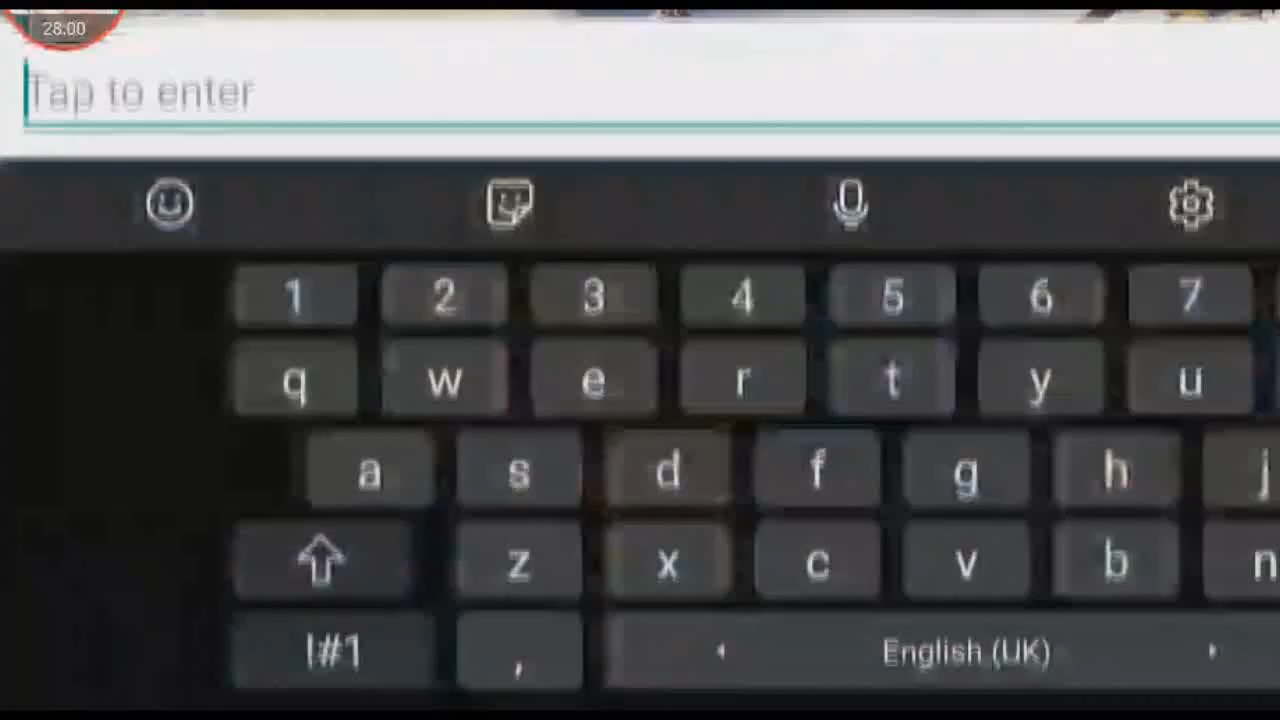 28:00
Tap to enter
1 2 3 4 5 6 7
q w e r t y u
a s d f g h j
z x c v b n
!#1 , English (UK)